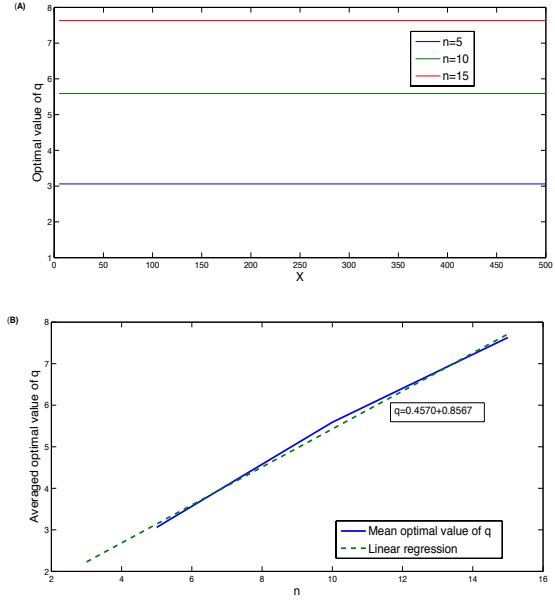 (A)
8
7
6
5
4
3
2
1
Optimal value of q
n=5
n=10
n=15
0 50 100 150 200 250 300 350 400 450 500
X
(B)
8
7
6
5
4
3
2
Averaged optimal value of q
q=0.4570+0.8567
Mean optimal value of q
Linear regression
2 4 6 8 10 12 14 16
n